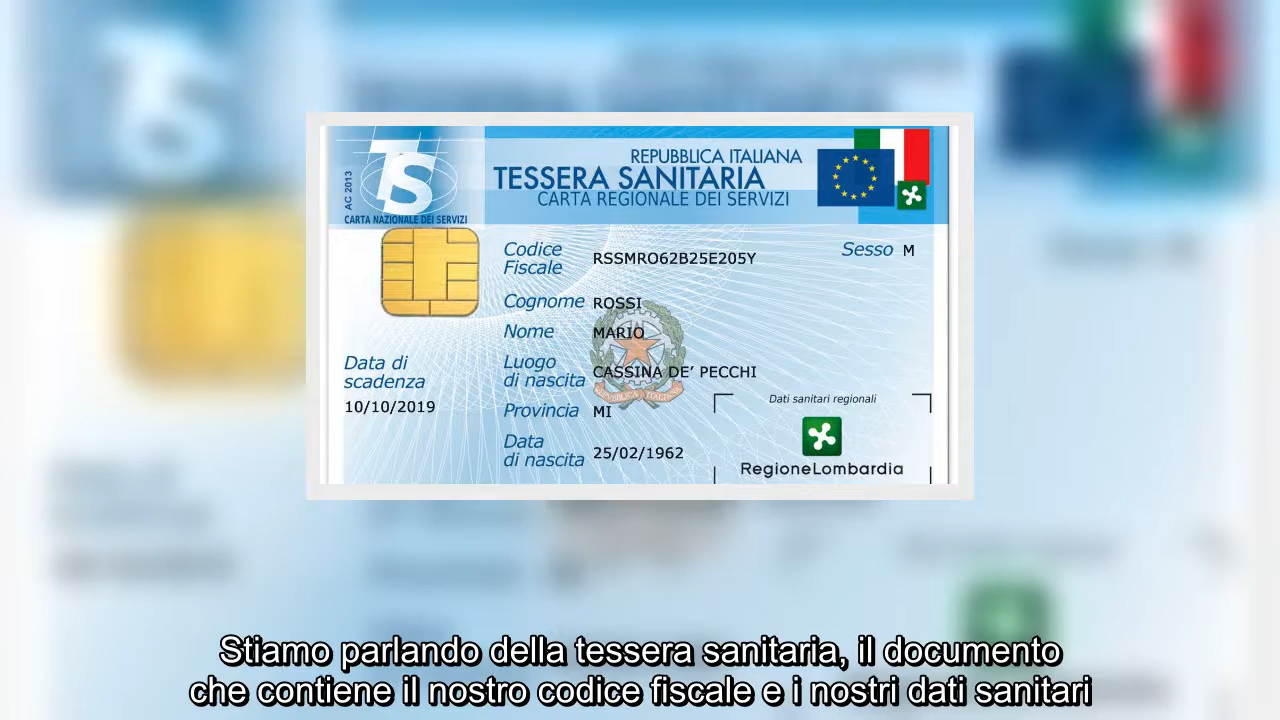 REPUBBLICA ITALIANA
TESSERA SANITARIA
CARTA REGIONALE DEI SERVIZI
AC 2013
TS
CARTA NAZIONALE DEI SERVIZI
Codice
Fiscale
RSSMRO62B25E205Y
Sesso M
Cognome ROSSI
Nome MARIO
Luogo
di nascita
CASSINA DE’ PECCHI
Provincia MI
Data
di nascita
25/02/1962
Data di
scadenza
10/10/2019
Dati sanitari regionali
RegioneLombardia
Stiamo parlando della tessera sanitaria, il documento
che contiene il nostro codice fiscale e i nostri dati sanitari